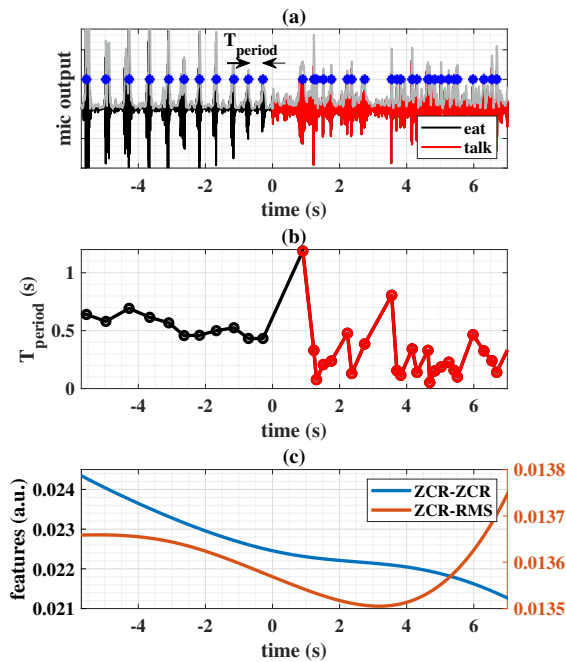 (a)
T_period
mic output
eat
talk
-4 -2 0 2 4 6
time (s)
(b)
T_period (s)
1
0.5
0
-4 -2 0 2 4 6
time (s)
(c)
features (a.u.)
0.024
0.023
0.022
0.021
ZCR-ZCR
ZCR-RMS
0.0138
0.0137
0.0136
0.0135
-4 -2 0 2 4 6
time (s)